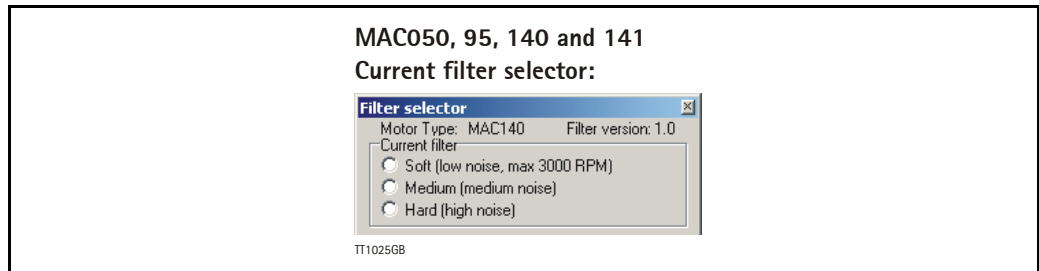 MAC050, 95, 140 and 141
Current filter selector:
Filter selector
Motor Type: MAC140 Filter version: 1.0
Current filter
Soft (low noise, max 3000 RPM)
Medium (medium noise)
Hard (high noise)
TT1025GB